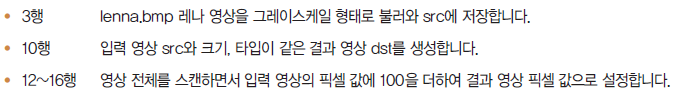 • 3행 lenna.bmp 레나 영상을 그레이스케일 형태로 불러와 src에 저장합니다.
• 10행 입력 영상 src와 크기, 타입이 같은 결과 영상 dst를 생성합니다.
• 12~16행 영상 전체를 스캔하면서 입력 영상의 픽셀 값에 100을 더하여 결과 영상 픽셀 값으로 설정합니다.